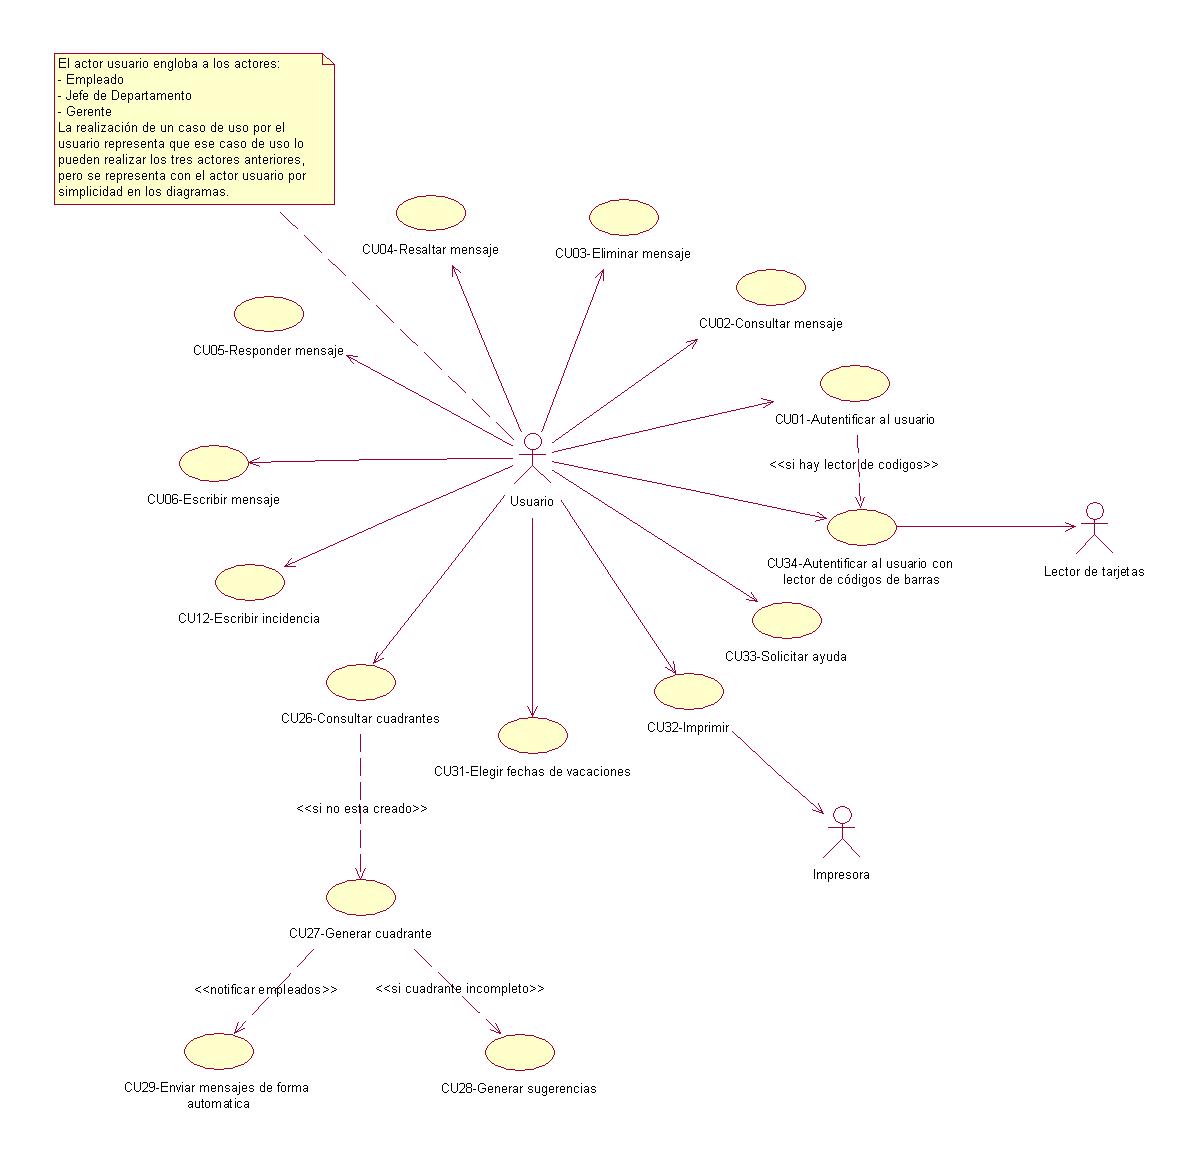 El actor usuario engloba a los actores:
- Empleado
- Jefe de Departamento
- Gerente
La realización de un caso de uso por el
usuario representa que ese caso de uso lo
pueden realizar los tres actores anteriores,
pero se representa con el actor usuario por
simplicidad en los diagramas.
CU04-Resaltar mensaje
CU03-Eliminar mensaje
CU02-Consultar mensaje
CU05-Responder mensaje
CU01-Autentificar al usuario
<<si hay lector de codigos>>
CU06-Escribir mensaje
Usuario
CU34-Autentificar al usuario con
lector de códigos de barras
Lector de tarjetas
CU12-Escribir incidencia
CU33-Solicitar ayuda
CU26-Consultar cuadrantes
CU32-Imprimir
CU31-Elegir fechas de vacaciones
<<si no esta creado>>
Impresora
CU27-Generar cuadrante
<<notificar empleados>>
<<si cuadrante incompleto>>
CU29-Enviar mensajes de forma
automatica
CU28-Generar sugerencias